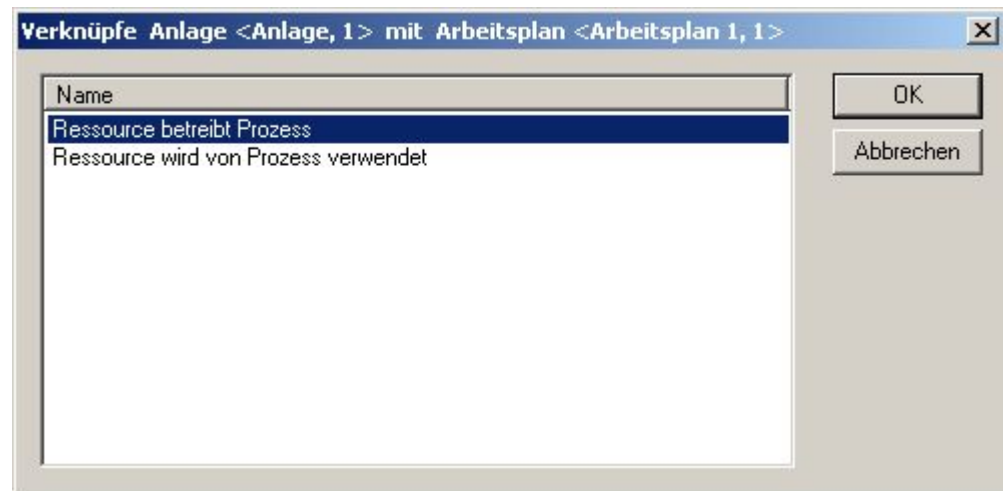 Verknüpfe Anlage <Anlage, 1> mit Arbeitsplan <Arbeitsplan 1, 1>
Name
Ressource betreibt Prozess
Ressource wird von Prozess verwendet
OK
Abbrechen